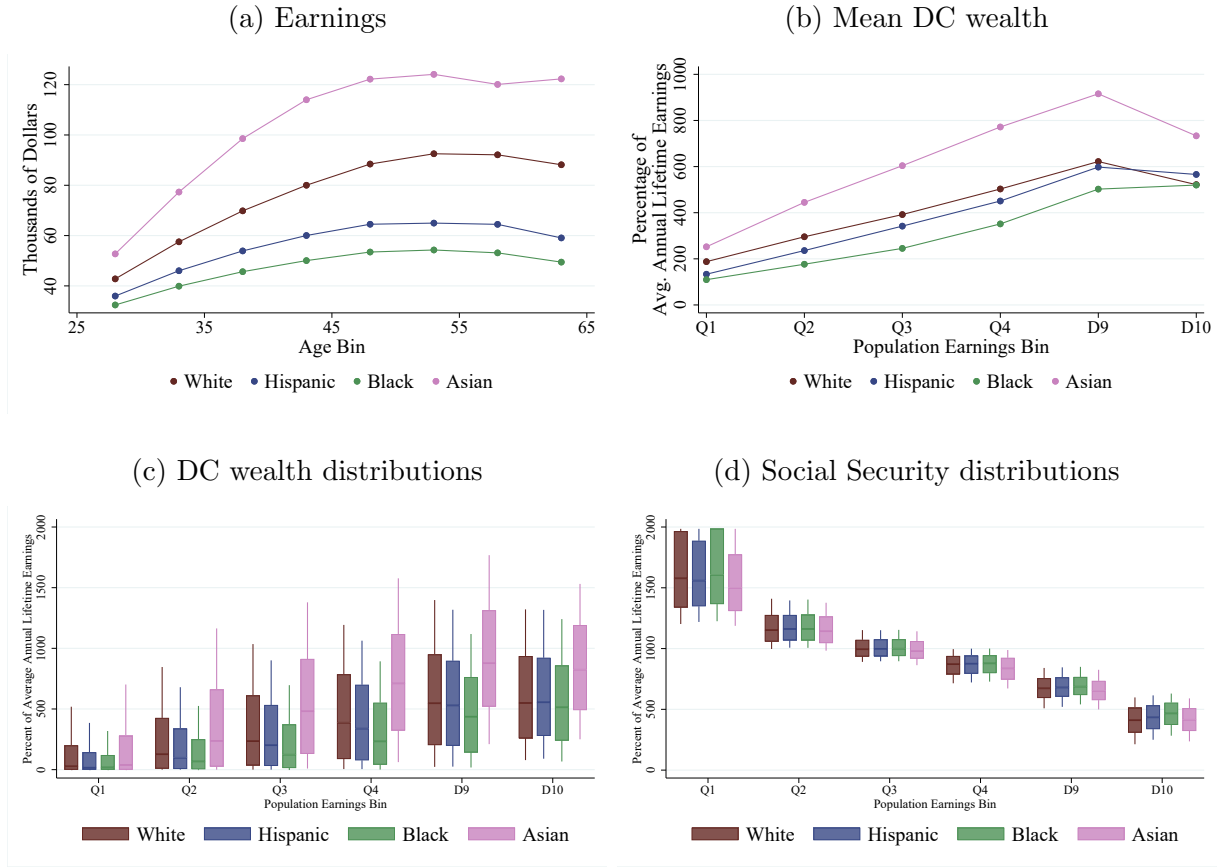 (a) Earnings
Thousands of Dollars
120
100
80
60
40
25 35 45 55 65
Age Bin
White Hispanic Black Asian
(b) Mean DC wealth
Percentage of
Avg. Annual Lifetime Earnings
1000
800
600
400
200
0
Q1 Q2 Q3 Q4 D9 D10
Population Earnings Bin
White Hispanic Black Asian
(c) DC wealth distributions
Percent of Average Annual Lifetime Earnings
2000
1500
1000
500
0
Q1 Q2 Q3 Q4 D9 D10
Population Earnings Bin
White Hispanic Black Asian
(d) Social Security distributions
Percent of Average Annual Lifetime Earnings
2000
1500
1000
500
0
Q1 Q2 Q3 Q4 D9 D10
Population Earnings Bin
White Hispanic Black Asian